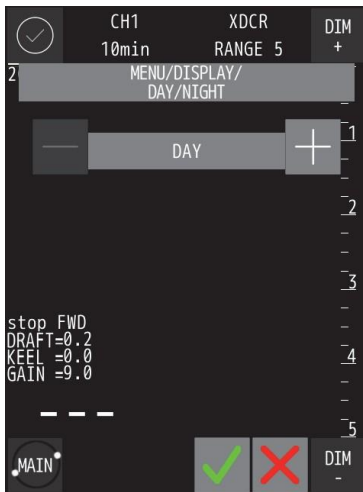 CH1 XDCR DIM
10min RANGE 5 +
2
MENU/DISPLAY/
DAY/NIGHT
1
DAY
2
3
stop FWD
DRAFT=0.2
KEEL =0.0
GAIN =9.0
4
---
5
MAIN DIM
-